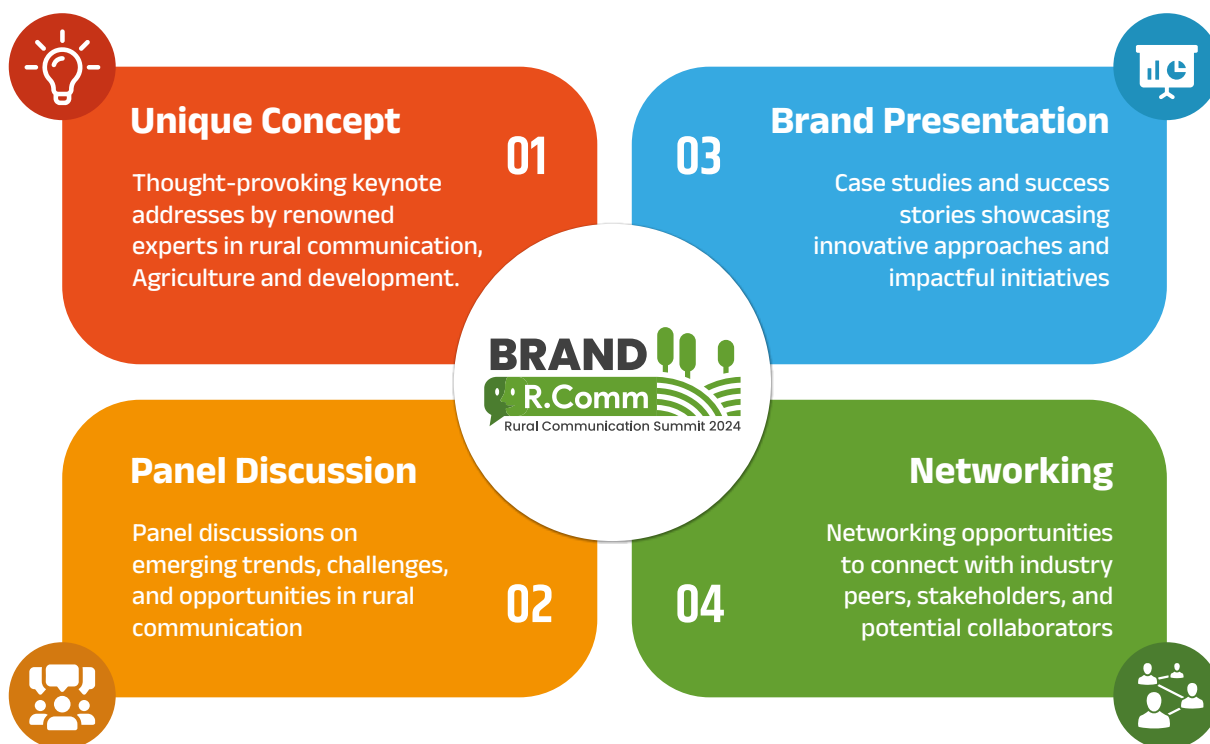 Unique Concept
01
Thought-provoking keynote
addresses by renowned
experts in rural communication,
Agriculture and development.
Panel Discussion
Panel discussions on
emerging trends, challenges,
and opportunities in rural
communication
02
Brand Presentation
03
Case studies and success
stories showcasing
innovative approaches and
impactful initiatives
Networking
Networking opportunities
to connect with industry
peers, stakeholders, and
potential collaborators
04
BRAND
R.Comm
Rural Communication Summit 2024